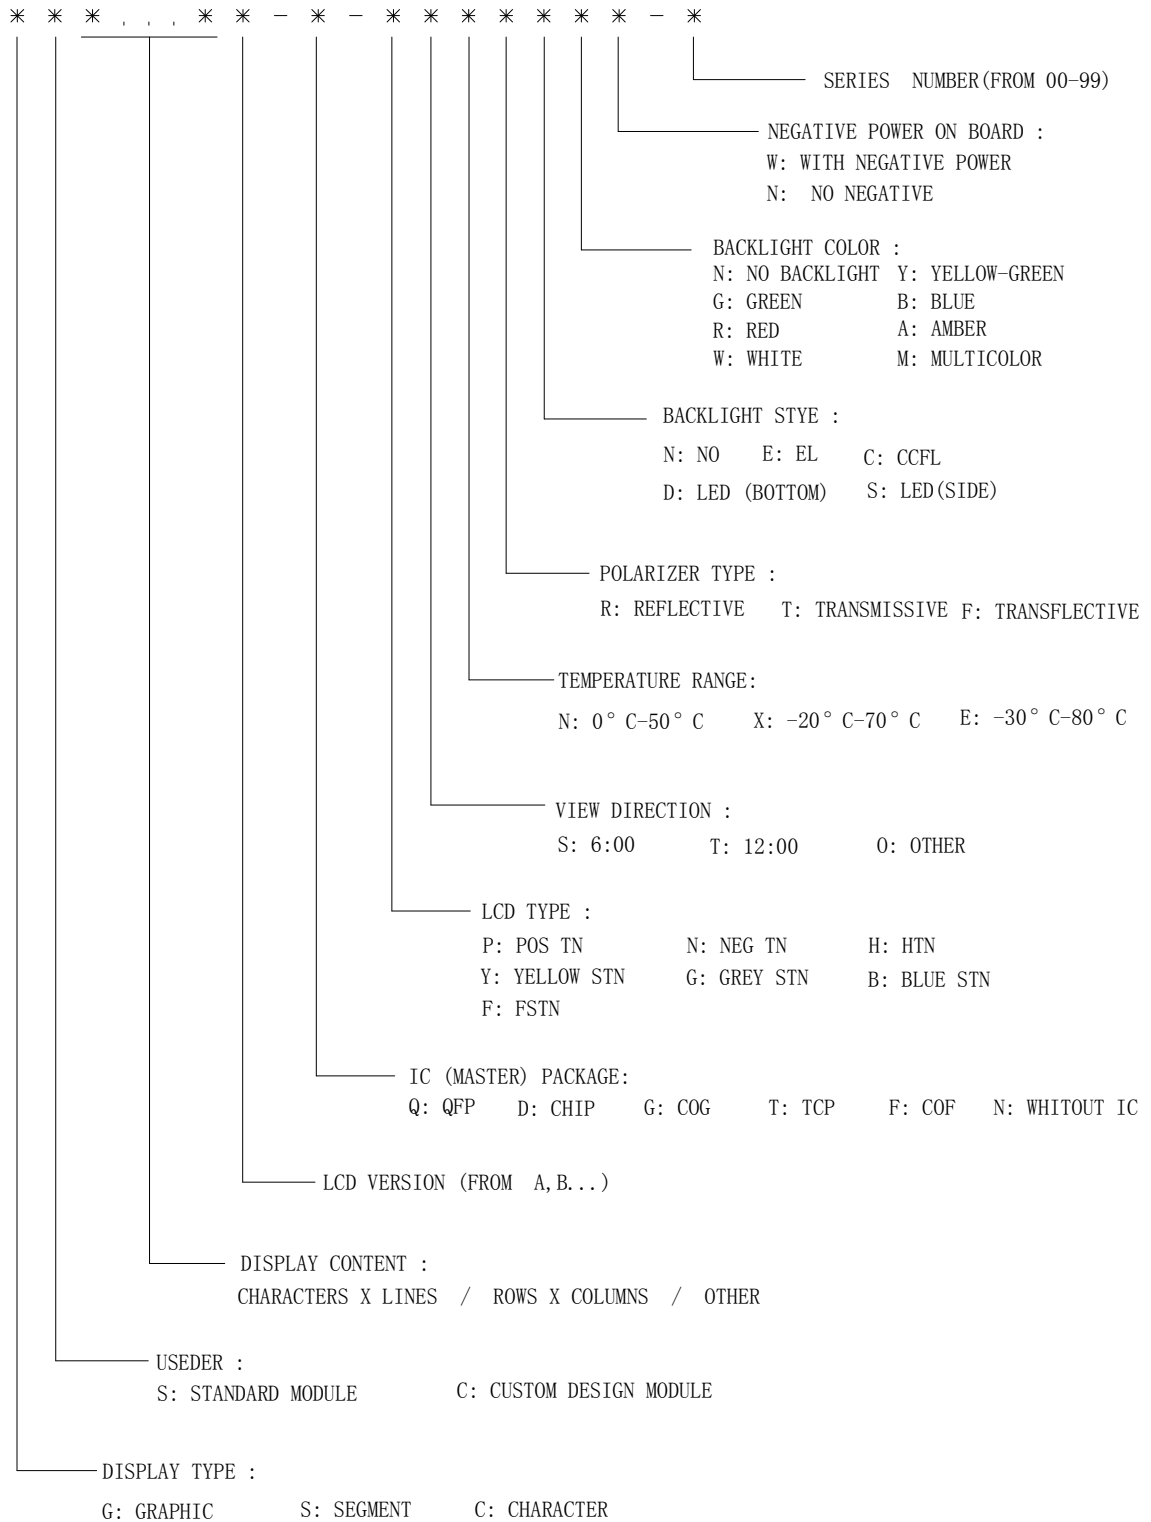 * * * , , , * * - * - * * * * * * * - *
SERIES NUMBER(FROM 00-99)
NEGATIVE POWER ON BOARD :
W: WITH NEGATIVE POWER
N: NO NEGATIVE
BACKLIGHT COLOR :
N: NO BACKLIGHT Y: YELLOW-GREEN
G: GREEN B: BLUE
R: RED A: AMBER
W: WHITE M: MULTICOLOR
BACKLIGHT STYE :
N: NO E: EL C: CCFL
D: LED (BOTTOM) S: LED(SIDE)
POLARIZER TYPE :
R: REFLECTIVE T: TRANSMISSIVE F: TRANSFLECTIVE
TEMPERATURE RANGE:
N: 0° C-50° C X: -20° C-70° C E: -30° C-80° C
VIEW DIRECTION :
S: 6:00 T: 12:00 O: OTHER
LCD TYPE :
P: POS TN N: NEG TN H: HTN
Y: YELLOW STN G: GREY STN B: BLUE STN
F: FSTN
IC (MASTER) PACKAGE:
Q: QFP D: CHIP G: COG T: TCP F: COF N: WHITOUT IC
LCD VERSION (FROM A,B...)
DISPLAY CONTENT :
CHARACTERS X LINES / ROWS X COLUMNS / OTHER
USEDER :
S: STANDARD MODULE C: CUSTOM DESIGN MODULE
DISPLAY TYPE :
G: GRAPHIC S: SEGMENT C: CHARACTER